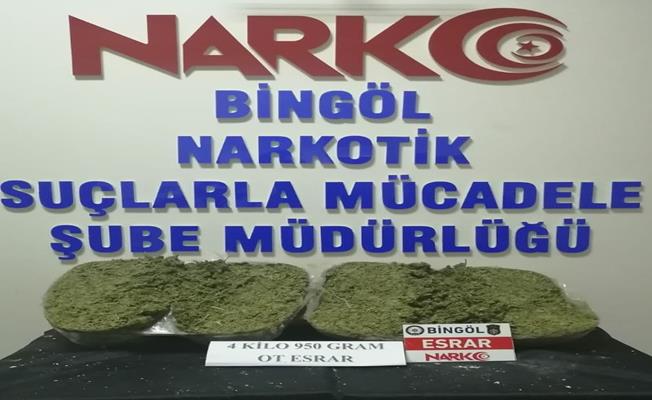 NARKO
BİNGÖL
NARKOTİK
SUÇLARLA MÜCADELE
ŞUBE MÜDÜRLÜĞÜ
4 KİLO 950 GRAM
OT ESRAR
BİNGÖL
ESRAR
NARKO